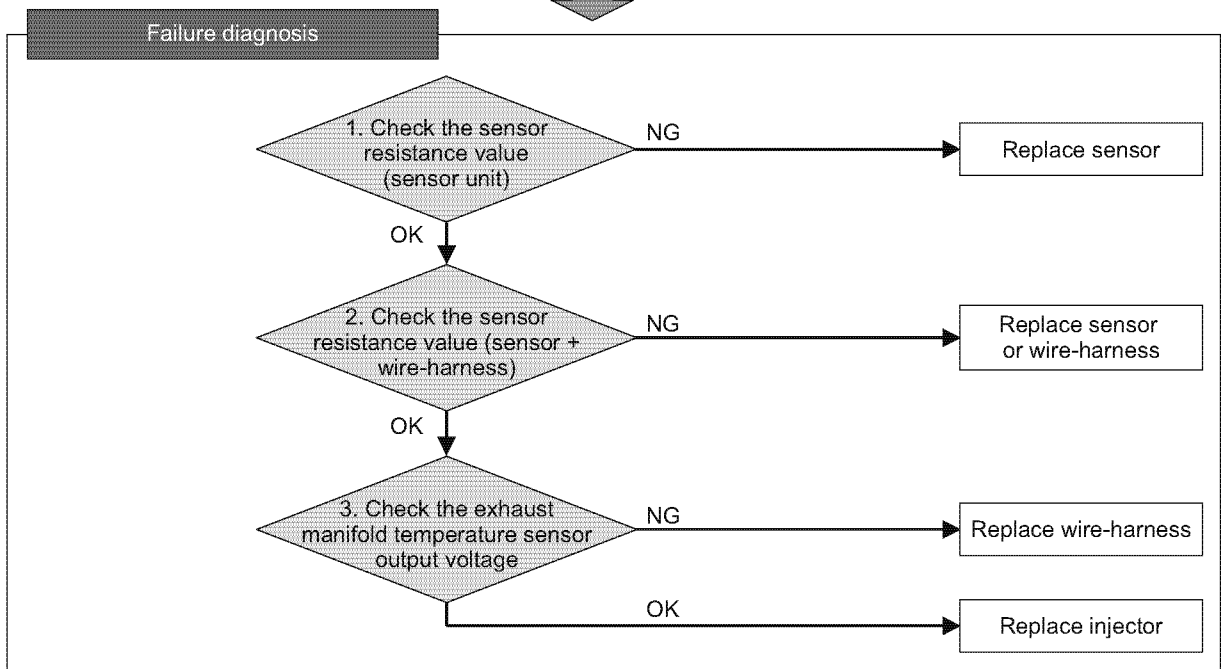 Failure diagnosis
1. Check the sensor
resistance value
(sensor unit)
NG
Replace sensor
OK
2. Check the sensor
resistance value (sensor +
wire-harness)
NG
Replace sensor
or wire-harness
OK
3. Check the exhaust
manifold temperature sensor
output voltage
NG
Replace wire-harness
OK
Replace injector